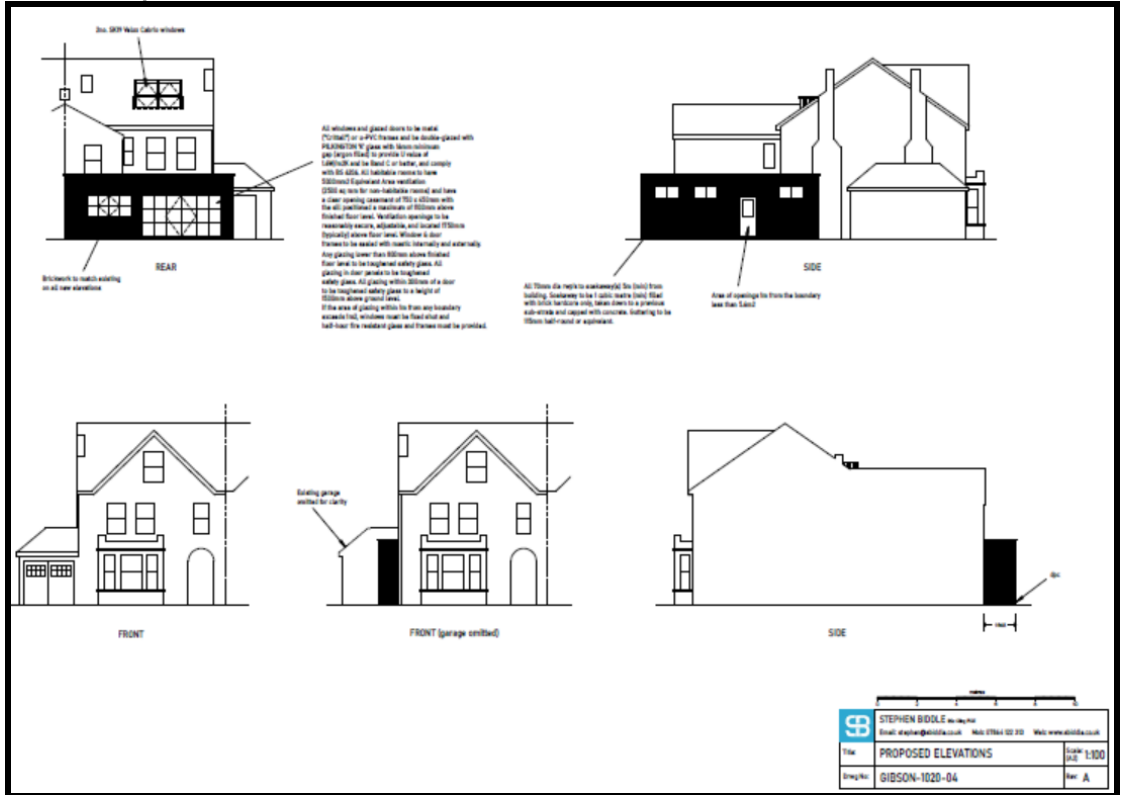 2no. SK19 Velux Cabrio windows
All windows and glazed doors to be metal
("Crittall") or u-PVC frames and be double-glazed with
PILKINGTON 'K' glass with 16mm minimum
gap (argon filled) to provide U value of
1.6W/m2K and be Band C or better, and comply
with BS 6206. All habitable rooms to have
5000mm2 Equivalent Area ventilation
(2500 sq mm for non-habitable rooms) and have
a clear opening casement of 750 x 450mm with
the sill positioned a maximum of 1100mm above
finished floor level. Ventilation openings to be
reasonably secure, adjustable, and located 1750mm
(typically) above floor level. Window & door
frames to be sealed with mastic internally and externally.
Any glazing lower than 800mm above finished
floor level to be toughened safety glass. All
glazing in door panels to be toughened
safety glass. All glazing within 300mm of a door
to be toughened safety glass to a height of
1500mm above ground level.
If the area of glazing within 1m from any boundary
exceeds 1m2, windows must be fixed shut and
half-hour fire resistant glass and frames must be provided.
REAR
Brickwork to match existing
on all new elevations
SIDE
All 75mm dia rwp's to soakaway(s) 5m (min) from
building. Soakaway to be 1 cubic metre (min) filled
with brick hardcore only, taken down to a previous
sub-strata and capped with concrete. Guttering to be
115mm half-round or equivalent.
Area of openings 1m from the boundary
less than 5.6m2
Existing garage
omitted for clarity
FRONT
FRONT (garage omitted)
SIDE
dpc
0 2 4 6 8 10
SB
STEPHEN BIDDLE
Email: stephen@sbiddle.co.uk Mob: 07866 122 313 Web: www.sbiddle.co.uk
Title: PROPOSED ELEVATIONS Scale: (A3) 1:100
Drwg No: GIBSON-1020-04 Rev: A